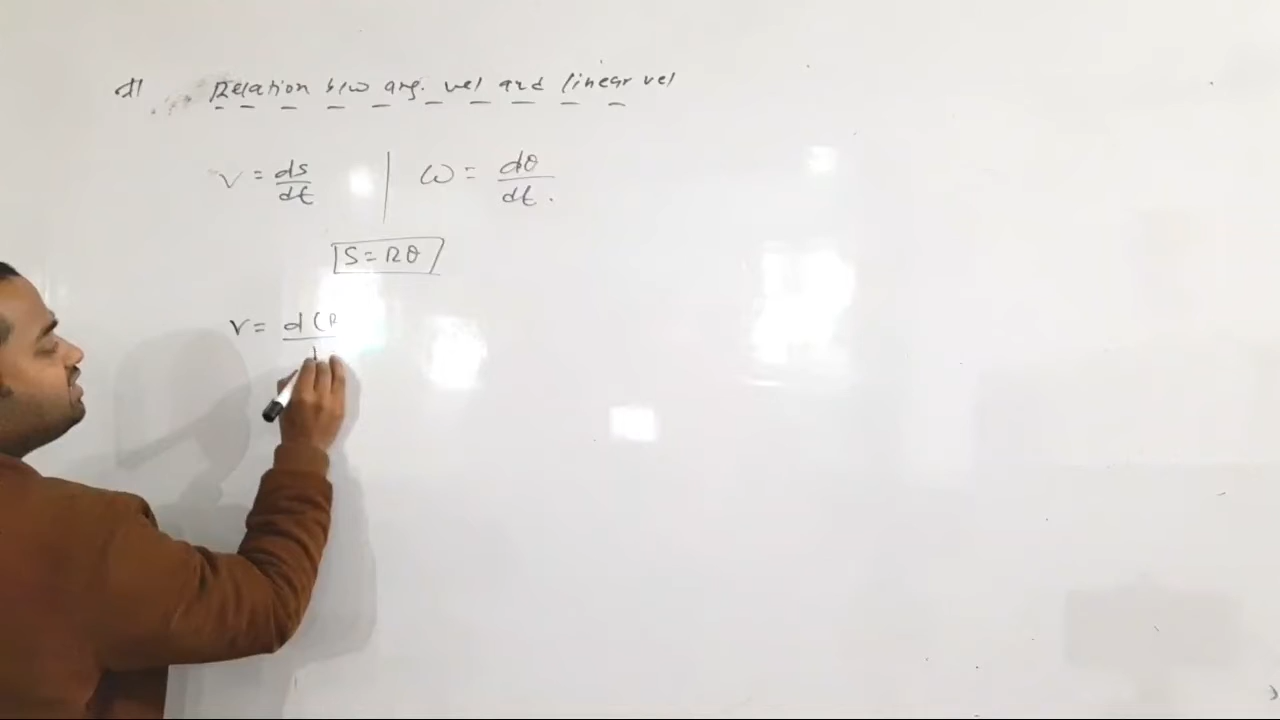 d) Relation b/w ang. vel and linear vel
v = ds/dt | ω = dθ/dt.
S = Rθ
v = d(R